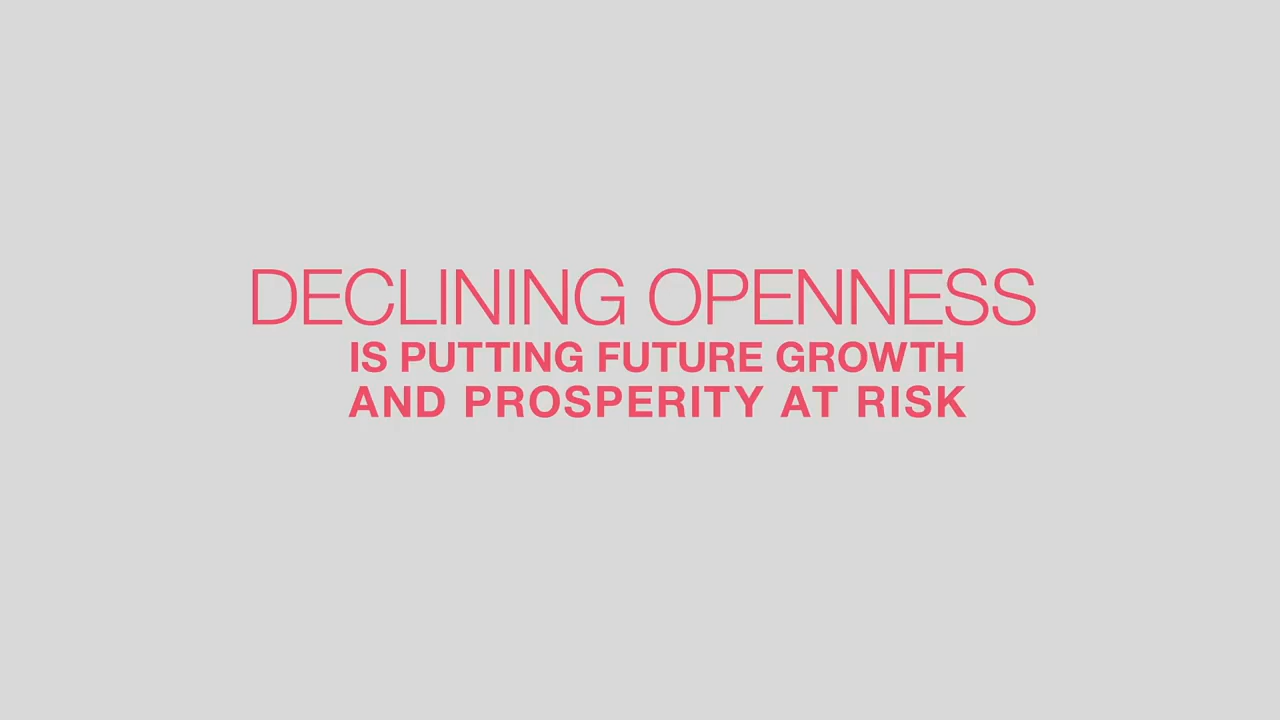 DECLINING OPENNESS
IS PUTTING FUTURE GROWTH
AND PROSPERITY AT RISK